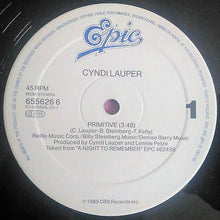 Epic
CYNDI LAUPER
45 RPM
STEMRA
655626 6
1
PRIMITIVE (3:48)
(C. Lauper-B. Steinberg-T. Kelly)
Rellla Music Corp./Billy Steinberg Music/Denise Barry Music
Produced by Cyndi Lauper and Lennie Petze
Taken from "A NIGHT TO REMEMBER" EPC 462499
℗ 1989 CBS Records Inc.